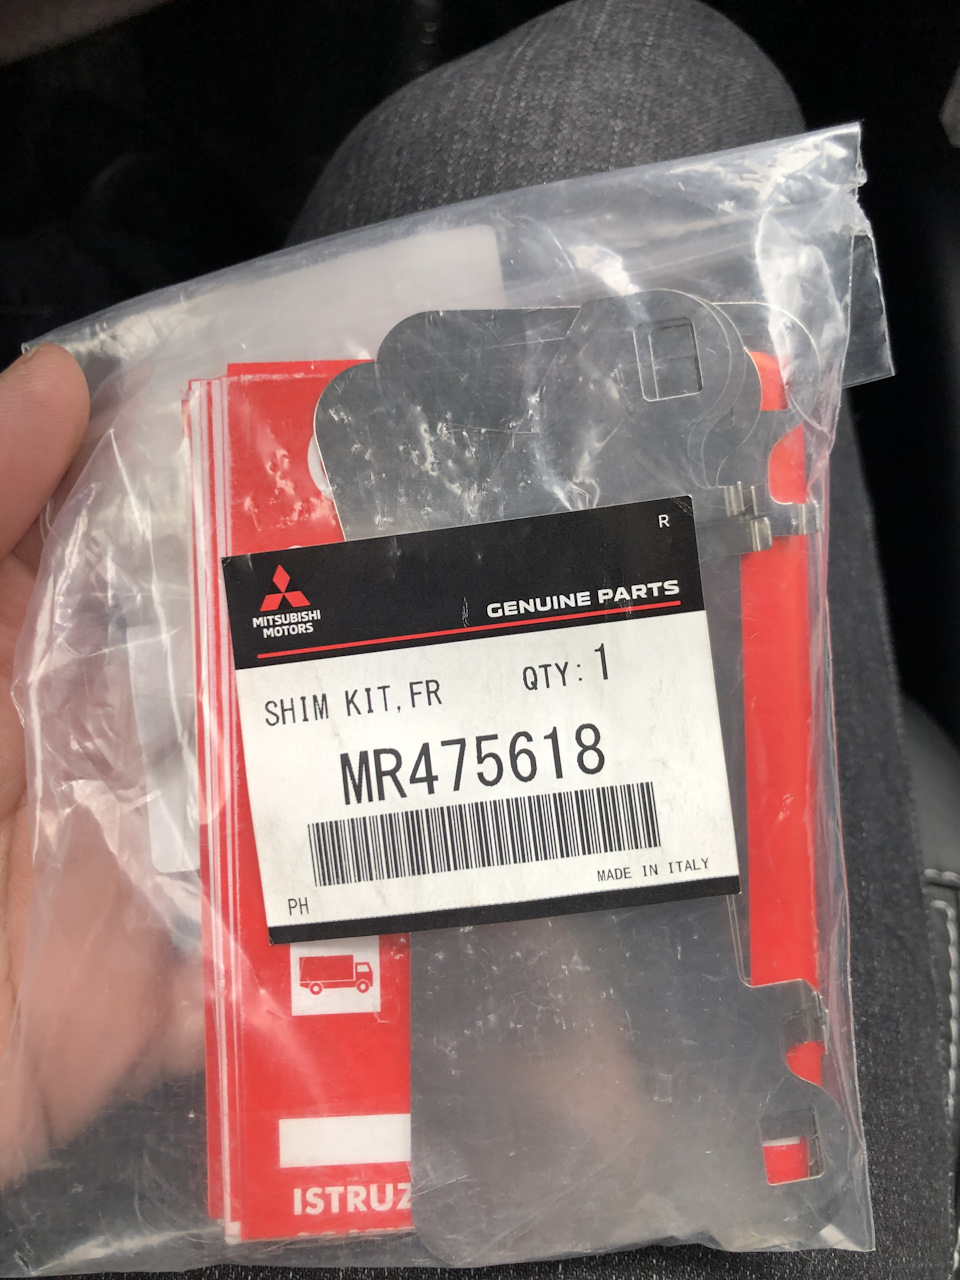 R
MITSUBISHI
MOTORS
GENUINE PARTS
SHIM KIT, FR QTY: 1
MR475618
MADE IN ITALY
PH
ISTRUZ